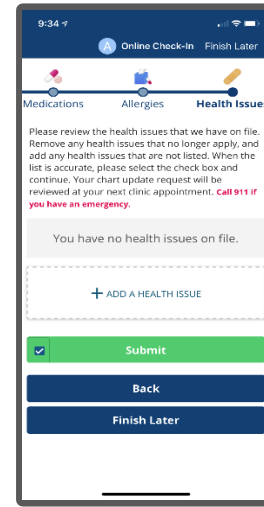 9:34
A Online Check-In Finish Later
Medications Allergies Health Issue
Please review the health issues that we have on file.
Remove any health issues that no longer apply, and
add any health issues that are not listed. When the
list is accurate, please select the check box and
continue. Your chart update request will be
reviewed at your next clinic appointment. Call 911 if
you have an emergency.
You have no health issues on file.
+ ADD A HEALTH ISSUE
Submit
Back
Finish Later